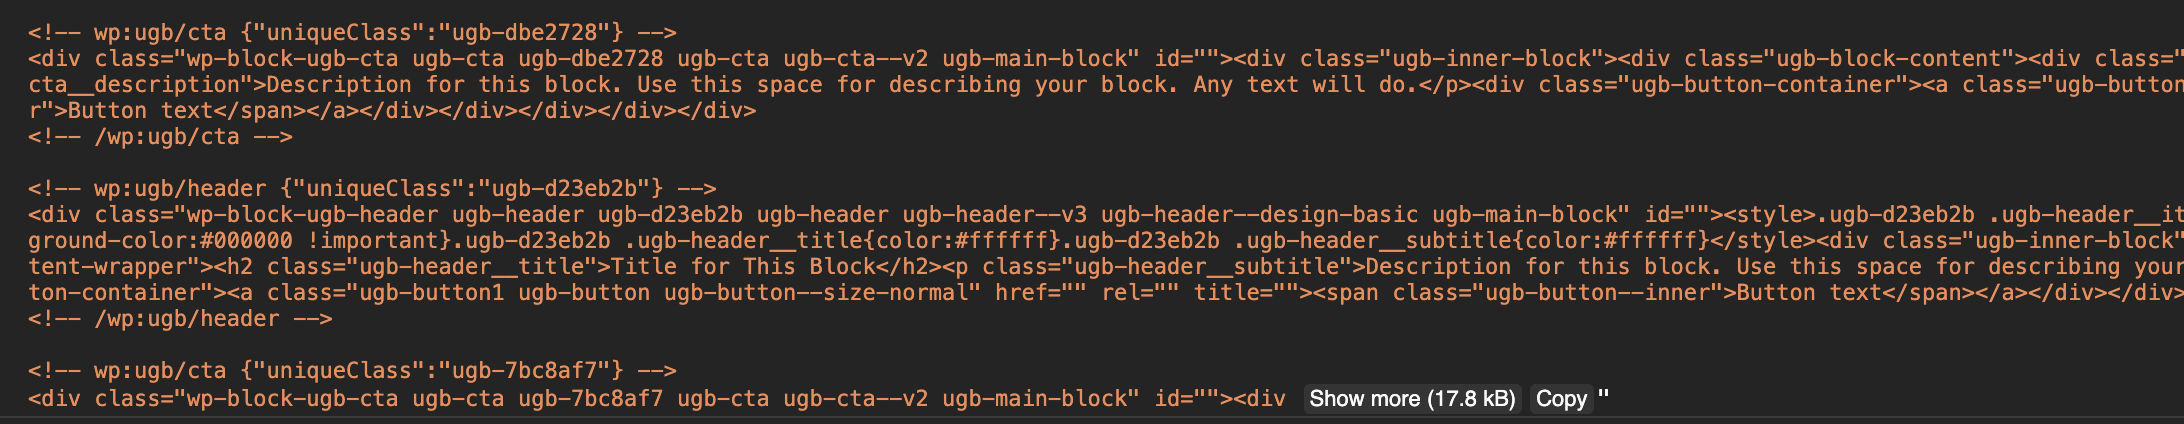 <!-- wp:ugb/cta {"uniqueClass":"ugb-dbe2728"} -->
<div class="wp-block-ugb-cta ugb-cta ugb-dbe2728 ugb-cta ugb-cta--v2 ugb-main-block" id=""><div class="ugb-inner-block"><div class="ugb-block-content"><div class="
cta__description">Description for this block. Use this space for describing your block. Any text will do.</p><div class="ugb-button-container"><a class="ugb-button
r">Button text</span></a></div></div></div></div></div>
<!-- /wp:ugb/cta -->
<!-- wp:ugb/header {"uniqueClass":"ugb-d23eb2b"} -->
<div class="wp-block-ugb-header ugb-header ugb-d23eb2b ugb-header ugb-header--v3 ugb-header--design-basic ugb-main-block" id=""><style>.ugb-d23eb2b .ugb-header__it
ground-color:#000000 !important}.ugb-d23eb2b .ugb-header__title{color:#ffffff}.ugb-d23eb2b .ugb-header__subtitle{color:#ffffff}</style><div class="ugb-inner-block"
tent-wrapper"><h2 class="ugb-header__title">Title for This Block</h2><p class="ugb-header__subtitle">Description for this block. Use this space for describing your
ton-container"><a class="ugb-button1 ugb-button ugb-button--size-normal" href="" rel="" title=""><span class="ugb-button--inner">Button text</span></a></div></div>
<!-- /wp:ugb/header -->
<!-- wp:ugb/cta {"uniqueClass":"ugb-7bc8af7"} -->
<div class="wp-block-ugb-cta ugb-cta ugb-7bc8af7 ugb-cta ugb-cta--v2 ugb-main-block" id=""><div Show more (17.8 kB) Copy "